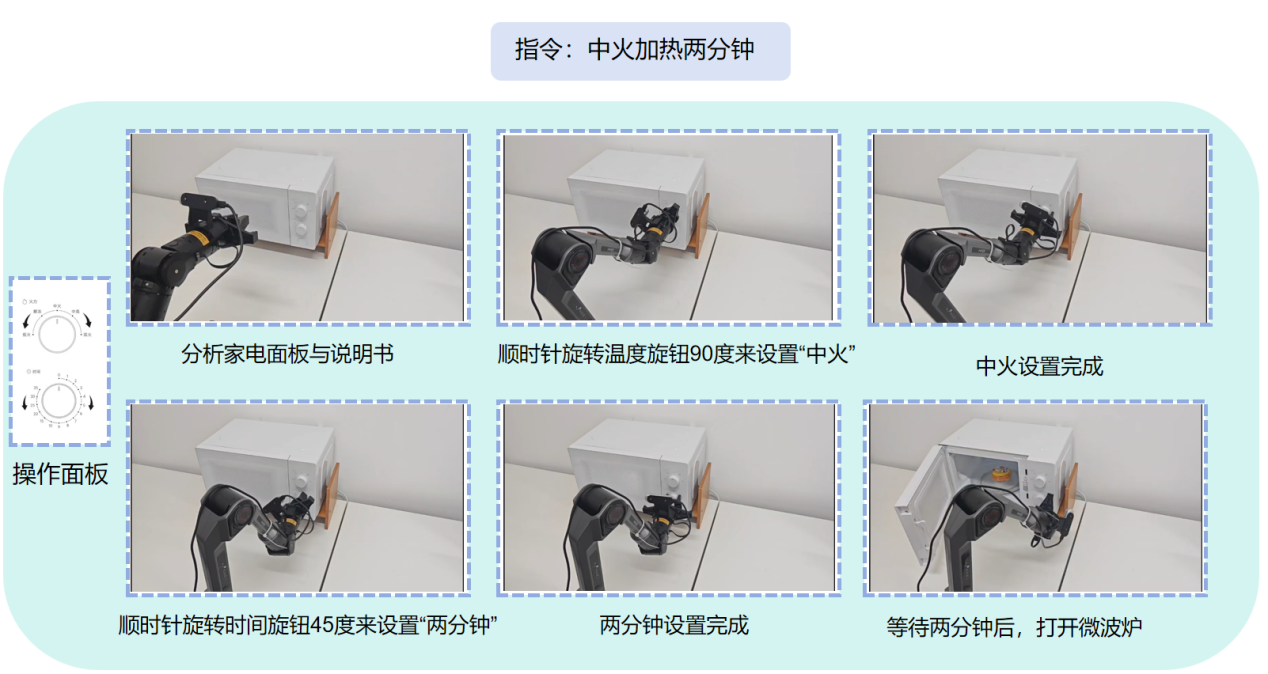 指令：中火加热两分钟
分析家电面板与说明书
顺时针旋转温度旋钮90度来设置“中火”
中火设置完成
操作面板
顺时针旋转时间旋钮45度来设置“两分钟”
两分钟设置完成
等待两分钟后，打开微波炉